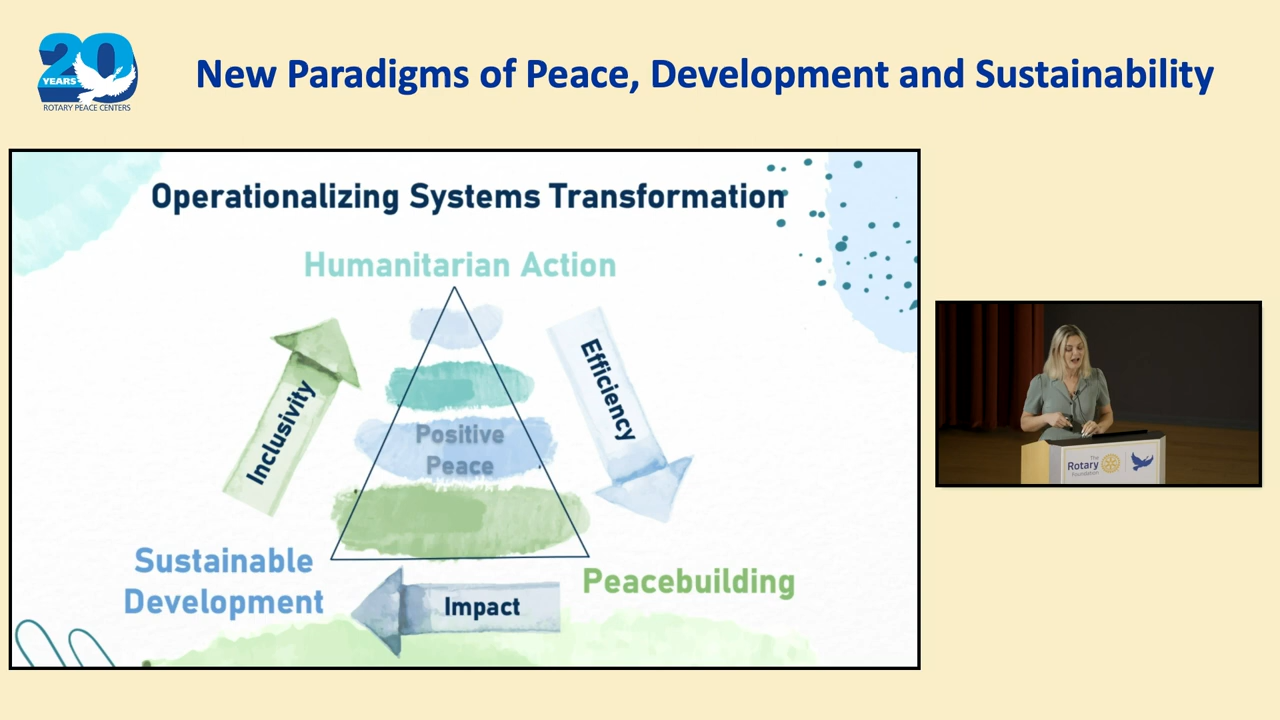 20
YEARS
ROTARY PEACE CENTERS
New Paradigms of Peace, Development and Sustainability
Operationalizing Systems Transformation
Humanitarian Action
Inclusivity
Efficiency
Positive
Peace
Sustainable
Development
Peacebuilding
Impact
The
Rotary
Foundation